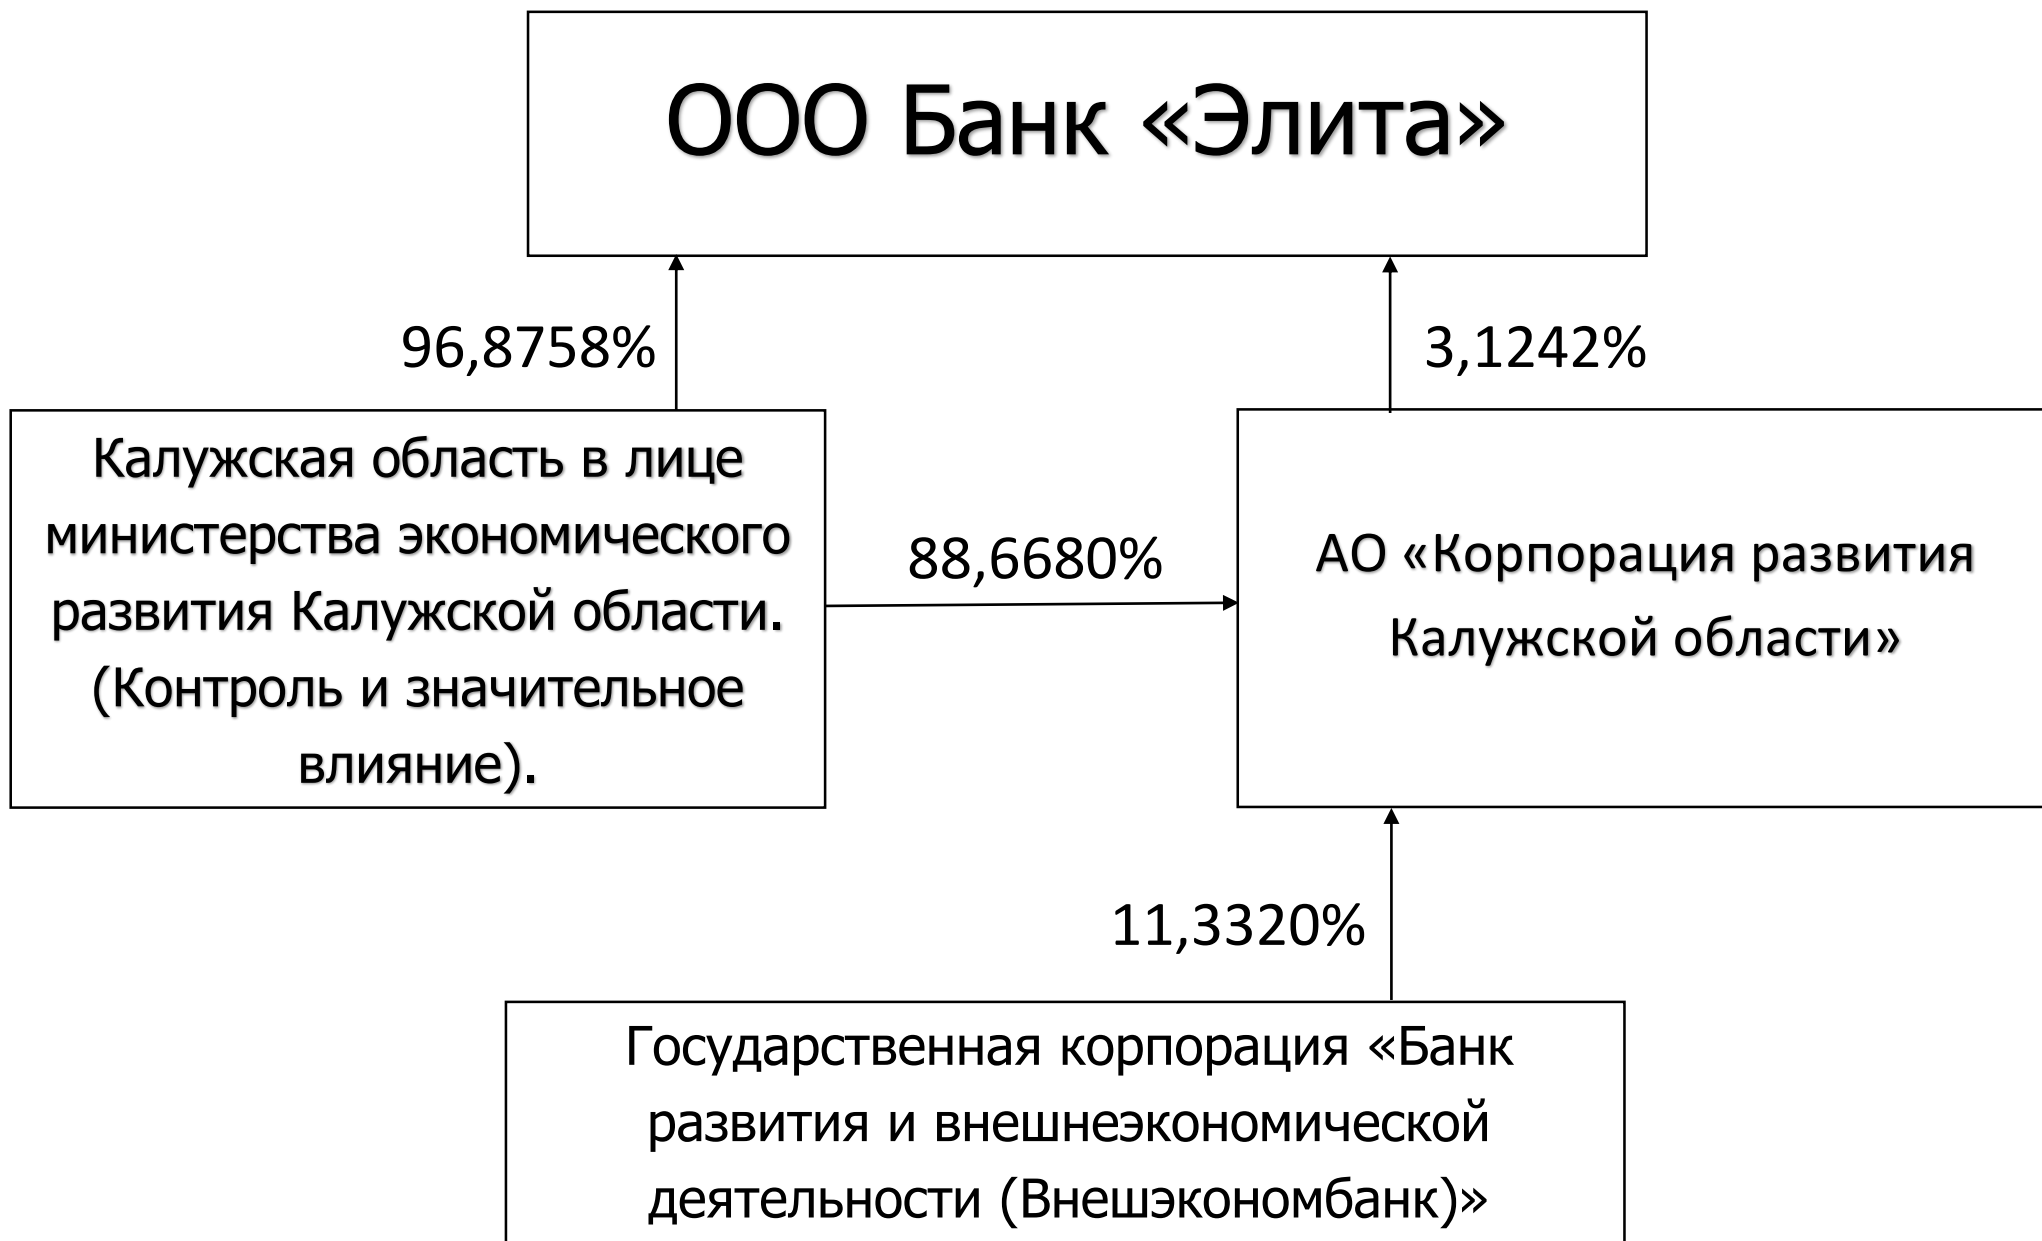 ООО Банк «Элита»
96,8758%
3,1242%
Калужская область в лице
министерства экономического
развития Калужской области.
(Контроль и значительное
влияние).
88,6680%
АО «Корпорация развития
Калужской области»
11,3320%
Государственная корпорация «Банк
развития и внешнеэкономической
деятельности (Внешэкономбанк)»